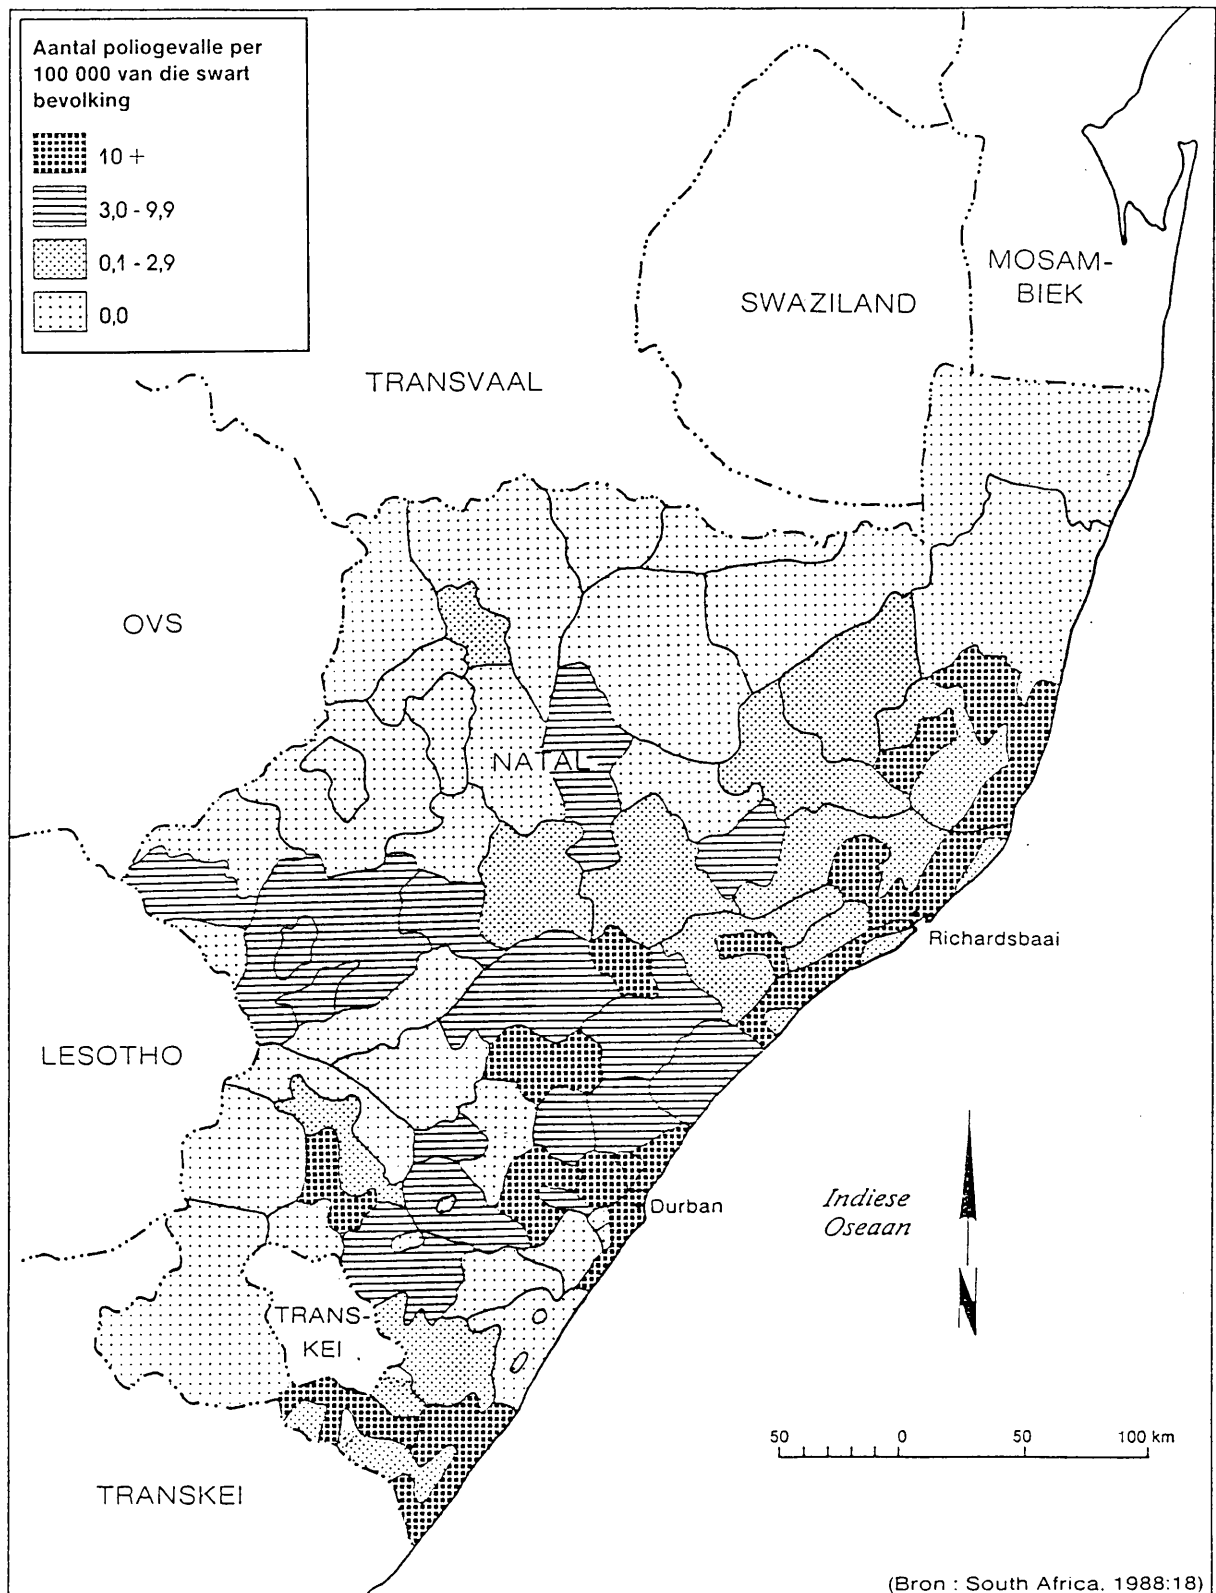 Aantal poliogevalle per
100 000 van die swart
bevolking
10 +
3,0 - 9,9
0,1 - 2,9
0,0
MOSAM-
BIEK
SWAZILAND
TRANSVAAL
OVS
NATAL
Richardsbaai
LESOTHO
Durban
Indiese
Oseaan
TRANS-
KEI
50 0 50 100 km
TRANSKEI
(Bron : South Africa. 1988:18)